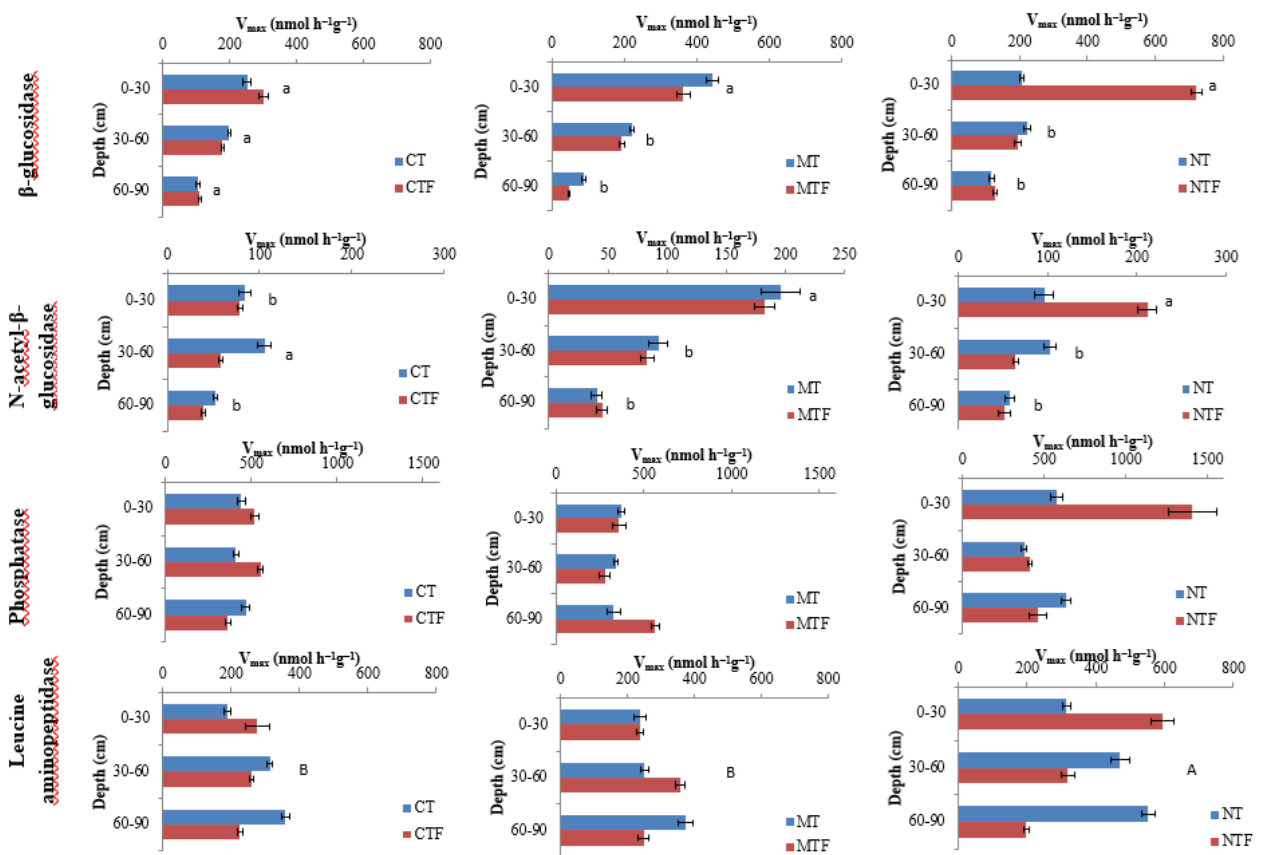 β-glucosidase
Vmax (nmol h⁻¹g⁻¹)
0 200 400 600 800
Depth (cm)
0-30
a
30-60
a
60-90
a
CT
CTF
Vmax (nmol h⁻¹g⁻¹)
0 200 400 600 800
Depth (cm)
0-30
a
30-60
b
60-90
b
MT
MTF
Vmax (nmol h⁻¹g⁻¹)
0 200 400 600 800
Depth (cm)
0-30
a
30-60
b
60-90
b
NT
NTF
N-acetyl-β-
glucosidase
Vmax (nmol h⁻¹g⁻¹)
0 100 200 300
Depth (cm)
0-30
b
30-60
a
60-90
b
CT
CTF
Vmax (nmol h⁻¹g⁻¹)
0 50 100 150 200 250
Depth (cm)
0-30
a
30-60
b
60-90
b
MT
MTF
Vmax (nmol h⁻¹g⁻¹)
0 100 200 300
Depth (cm)
0-30
a
30-60
b
60-90
b
NT
NTF
Phosphatase
Vmax (nmol h⁻¹g⁻¹)
0 500 1000 1500
Depth (cm)
0-30
30-60
60-90
CT
CTF
Vmax (nmol h⁻¹g⁻¹)
0 500 1000 1500
Depth (cm)
0-30
30-60
60-90
MT
MTF
Vmax (nmol h⁻¹g⁻¹)
0 500 1000 1500
Depth (cm)
0-30
30-60
60-90
NT
NTF
Leucine
aminopeptidase
Vmax (nmol h⁻¹g⁻¹)
0 200 400 600 800
Depth (cm)
0-30
30-60
B
60-90
CT
CTF
Vmax (nmol h⁻¹g⁻¹)
0 200 400 600 800
Depth (cm)
0-30
30-60
B
60-90
MT
MTF
Vmax (nmol h⁻¹g⁻¹)
0 200 400 600 800
Depth (cm)
0-30
30-60
A
60-90
NT
NTF